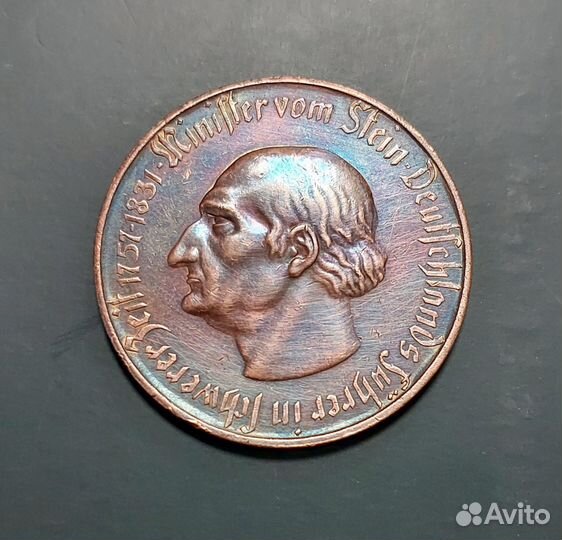 Minister vom Stein · Deutschlands Führer in schwerer Zeit 1757-1831 ·
Avito